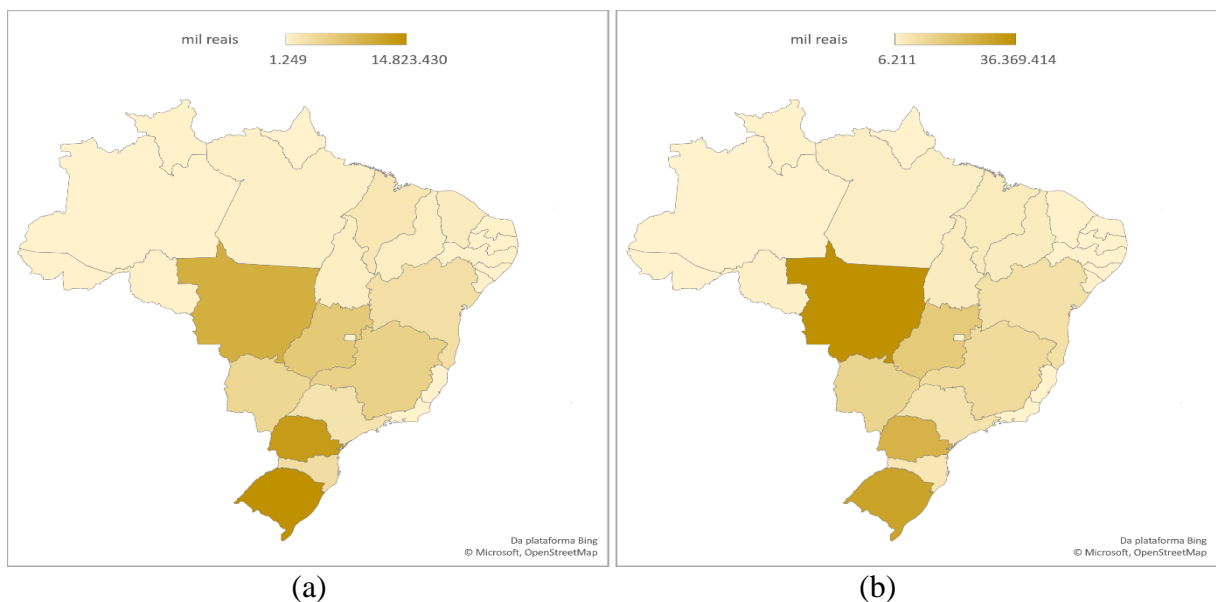 mil reais
1.249 14.823.430
Da plataforma Bing
© Microsoft, OpenStreetMap
(a)
mil reais
6.211 36.369.414
Da plataforma Bing
© Microsoft, OpenStreetMap
(b)